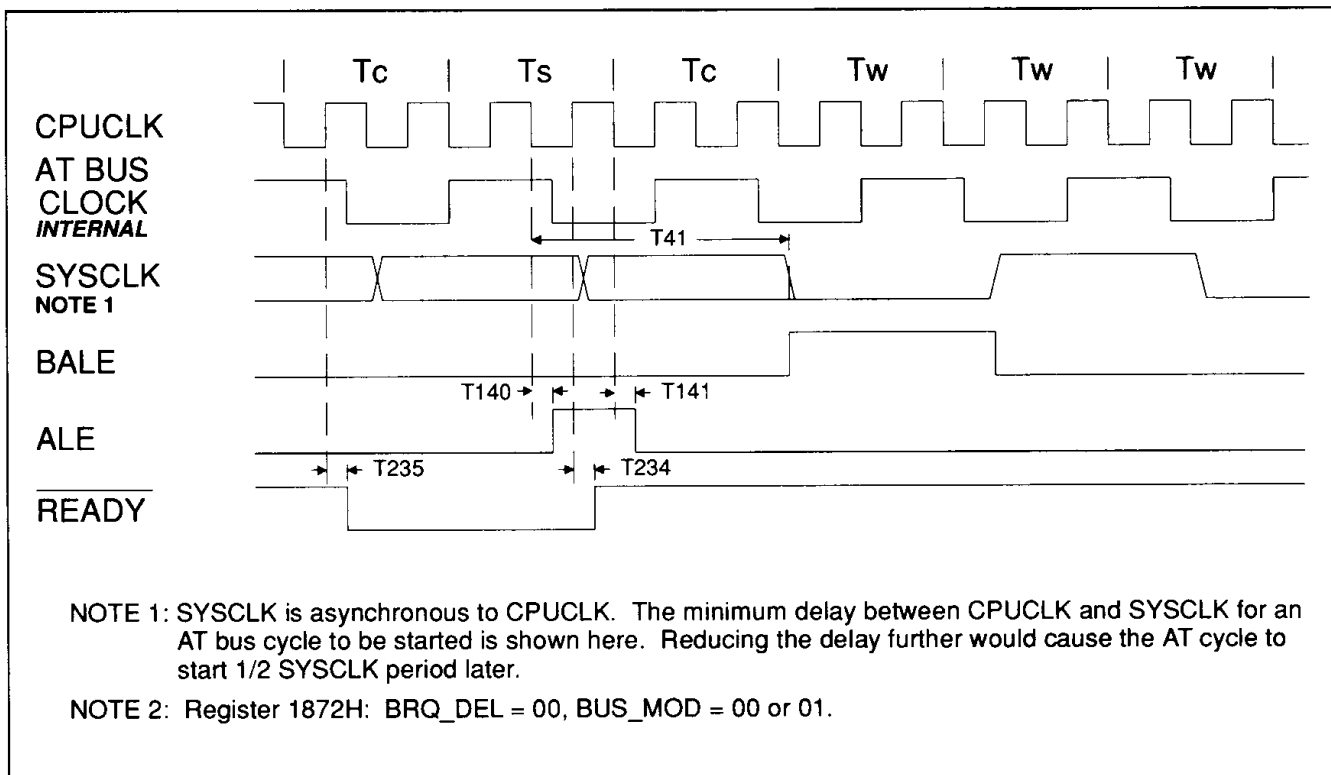 Tc Ts Tc Tw Tw Tw
CPUCLK
AT BUS
CLOCK
INTERNAL
T41
SYSCLK
NOTE 1
BALE
T140 T141
ALE
T235 T234
READY
NOTE 1: SYSCLK is asynchronous to CPUCLK. The minimum delay between CPUCLK and SYSCLK for an
AT bus cycle to be started is shown here. Reducing the delay further would cause the AT cycle to
start 1/2 SYSCLK period later.
NOTE 2: Register 1872H: BRQ_DEL = 00, BUS_MOD = 00 or 01.